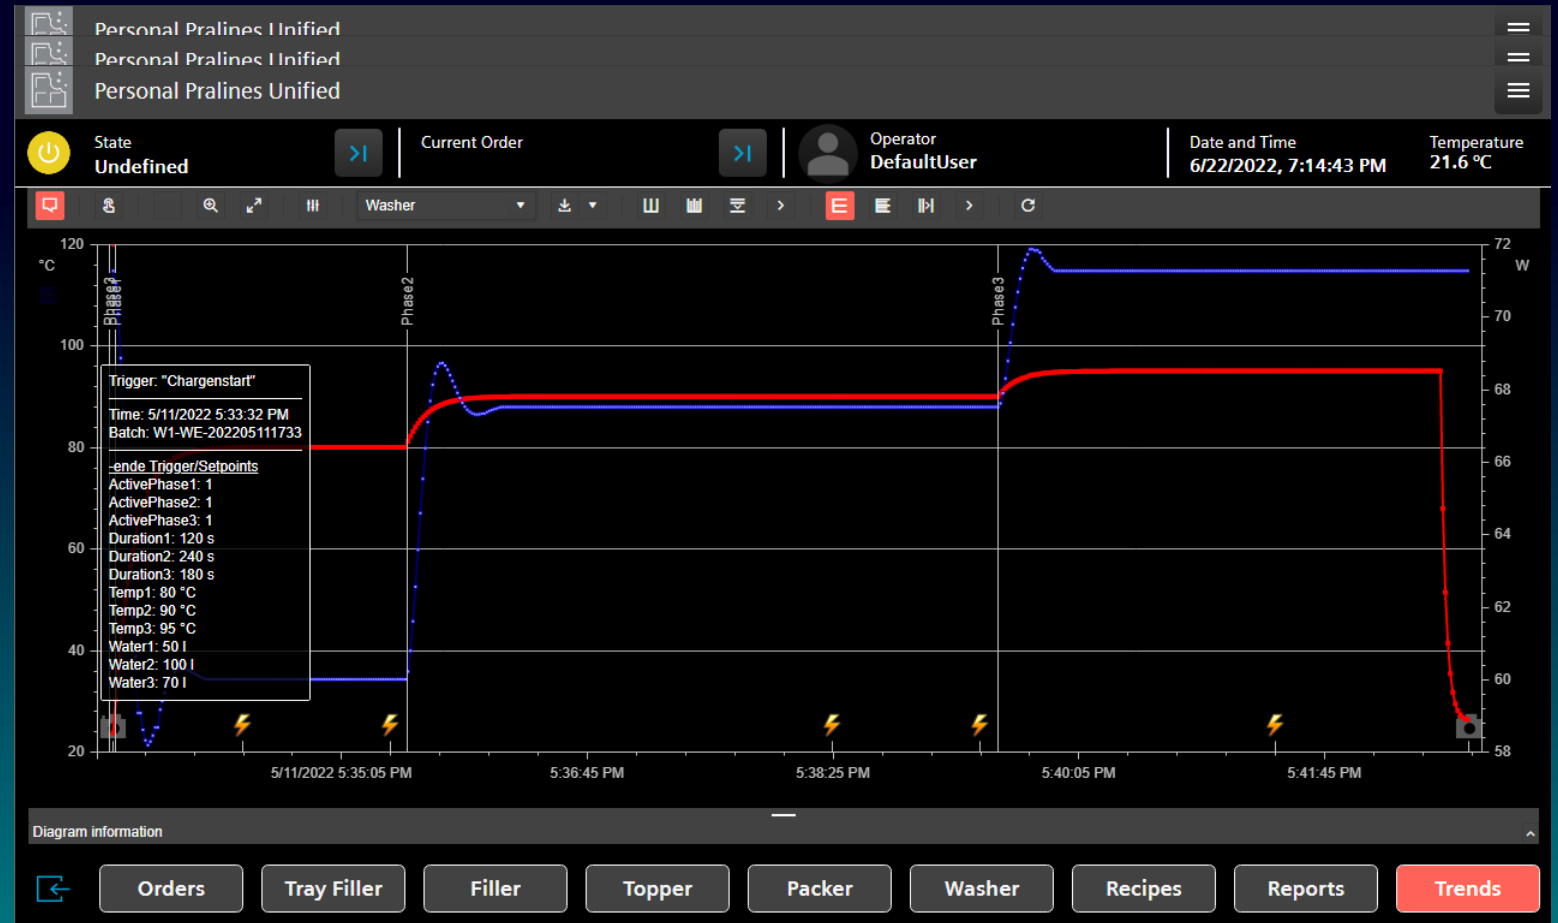 Personal Pralines Unified
Personal Pralines Unified
Personal Pralines Unified
State
Undefined
Current Order
Operator
DefaultUser
Date and Time
6/22/2022, 7:14:43 PM
Temperature
21.6 °C
Washer
120
°C
100
80
60
40
20
72
W
70
68
66
64
62
60
58
Phase1
Phase2
Phase3
Trigger: "Chargenstart"
Time: 5/11/2022 5:33:32 PM
Batch: W1-WE-202205111733
-ende Trigger/Setpoints
ActivePhase1: 1
ActivePhase2: 1
ActivePhase3: 1
Duration1: 120 s
Duration2: 240 s
Duration3: 180 s
Temp1: 80 °C
Temp2: 90 °C
Temp3: 95 °C
Water1: 50 l
Water2: 100 l
Water3: 70 l
5/11/2022 5:35:05 PM
5:36:45 PM
5:38:25 PM
5:40:05 PM
5:41:45 PM
Diagram information
Orders
Tray Filler
Filler
Topper
Packer
Washer
Recipes
Reports
Trends